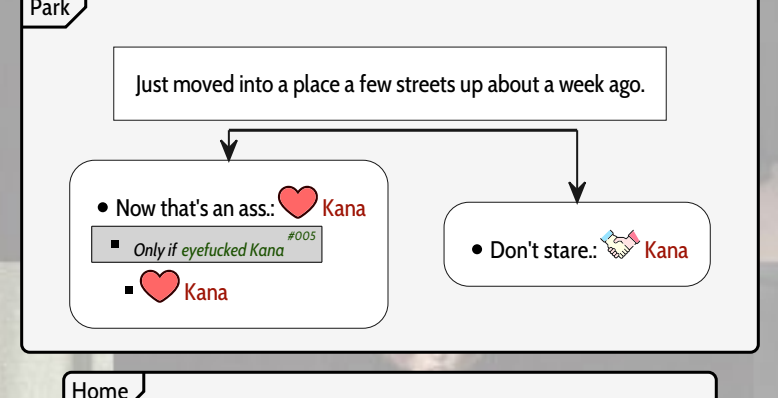 Park
Just moved into a place a few streets up about a week ago.
Now that's an ass.: Kana
Only if eyefucked Kana #005
Kana
Don't stare.: Kana
Home